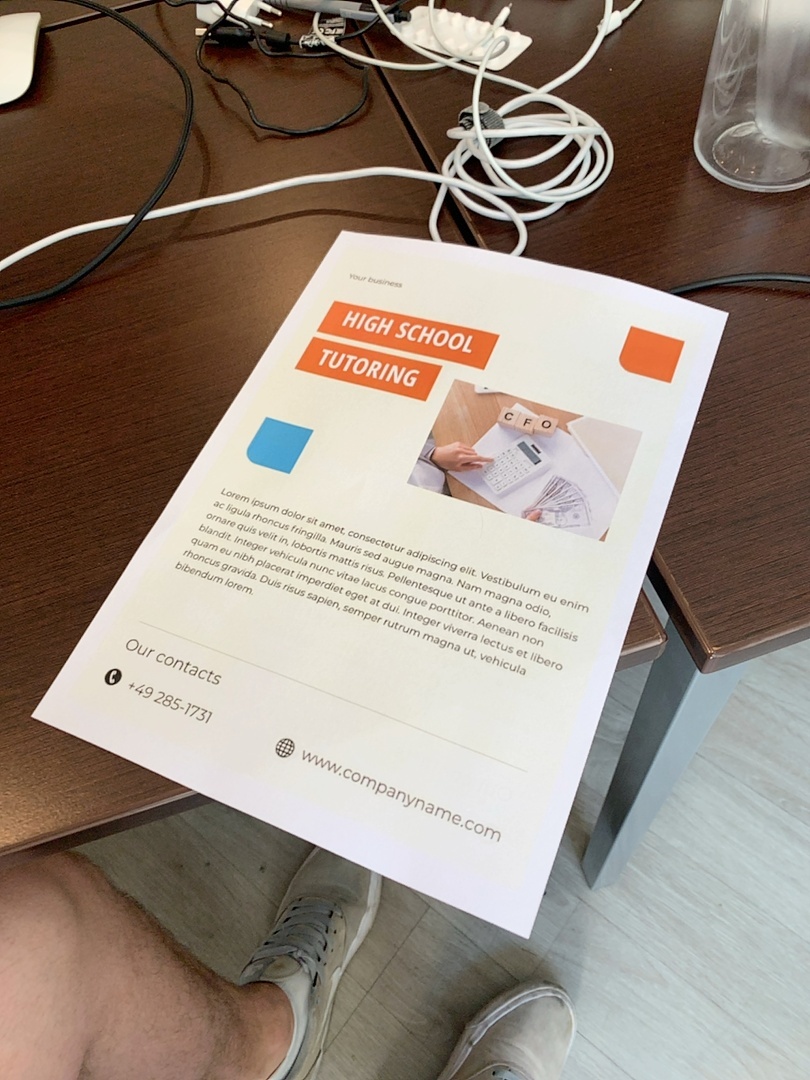 Your business
HIGH SCHOOL
TUTORING
C F O
Lorem ipsum dolor sit amet, consectetur adipiscing elit. Vestibulum eu enim
ac ligula rhoncus fringilla. Mauris sed augue magna. Nam magna odio,
ornare quis velit in, lobortis mattis risus. Pellentesque ut ante a libero facilisis
blandit. Integer vehicula nunc vitae lacus congue porttitor. Aenean non
quam eu nibh placerat imperdiet eget at dui. Integer viverra lectus et libero
rhoncus gravida. Duis risus sapien, semper rutrum magna ut, vehicula
bibendum lorem.
Our contacts
+49 285-1731
www.companyname.com